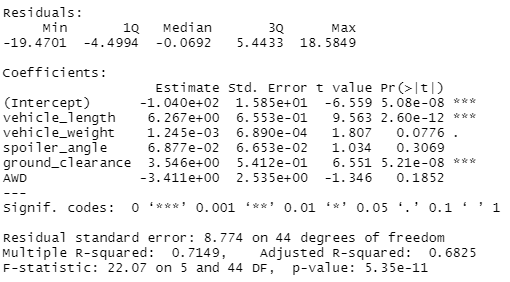 Residuals:
Min 1Q Median 3Q Max
-19.4701 -4.4994 -0.0692 5.4433 18.5849
Coefficients:
Estimate Std. Error t value Pr(>|t|)
(Intercept) -1.040e+02 1.585e+01 -6.559 5.08e-08 ***
vehicle_length 6.267e+00 6.553e-01 9.563 2.60e-12 ***
vehicle_weight 1.245e-03 6.890e-04 1.807 0.0776 .
spoiler_angle 6.877e-02 6.653e-02 1.034 0.3069
ground_clearance 3.546e+00 5.412e-01 6.551 5.21e-08 ***
AWD -3.411e+00 2.535e+00 -1.346 0.1852
---
Signif. codes: 0 ‘***’ 0.001 ‘**’ 0.01 ‘*’ 0.05 ‘.’ 0.1 ‘ ’ 1
Residual standard error: 8.774 on 44 degrees of freedom
Multiple R-squared: 0.7149, Adjusted R-squared: 0.6825
F-statistic: 22.07 on 5 and 44 DF, p-value: 5.35e-11